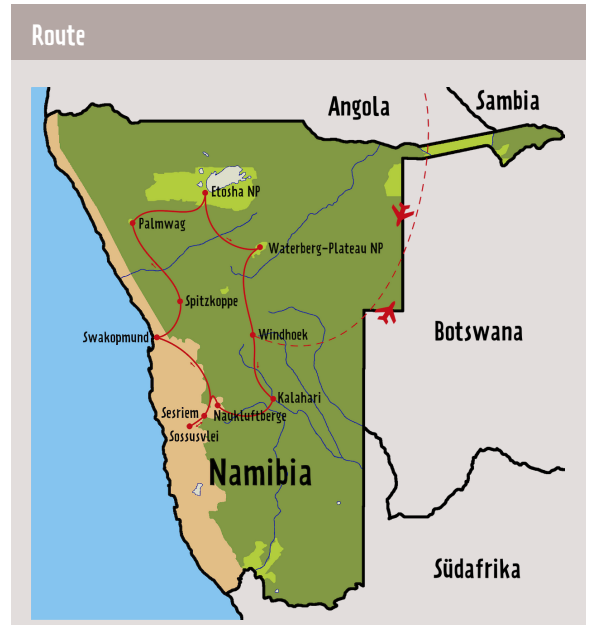 Route
Angola
Sambia
Etosha NP
Palmwag
Waterberg-Plateau NP
Spitzkoppe
Swakopmund
Windhoek
Botswana
Kalahari
Sesriem
Naukluftberge
Sossusvlei
Namibia
Südafrika